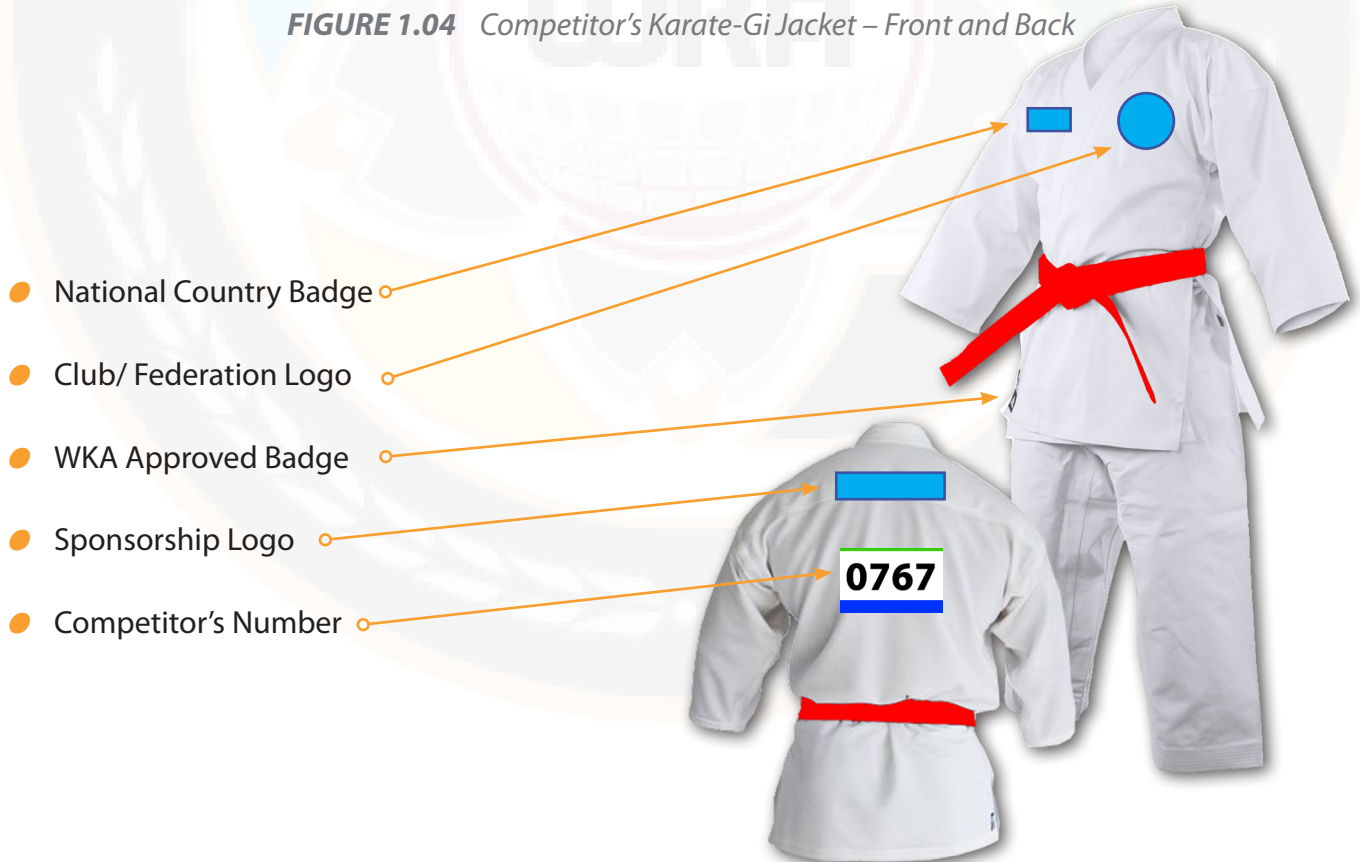 FIGURE 1.04 Competitor's Karate-Gi Jacket – Front and Back
National Country Badge
Club/ Federation Logo
WKA Approved Badge
Sponsorship Logo
Competitor's Number
0767
WKA